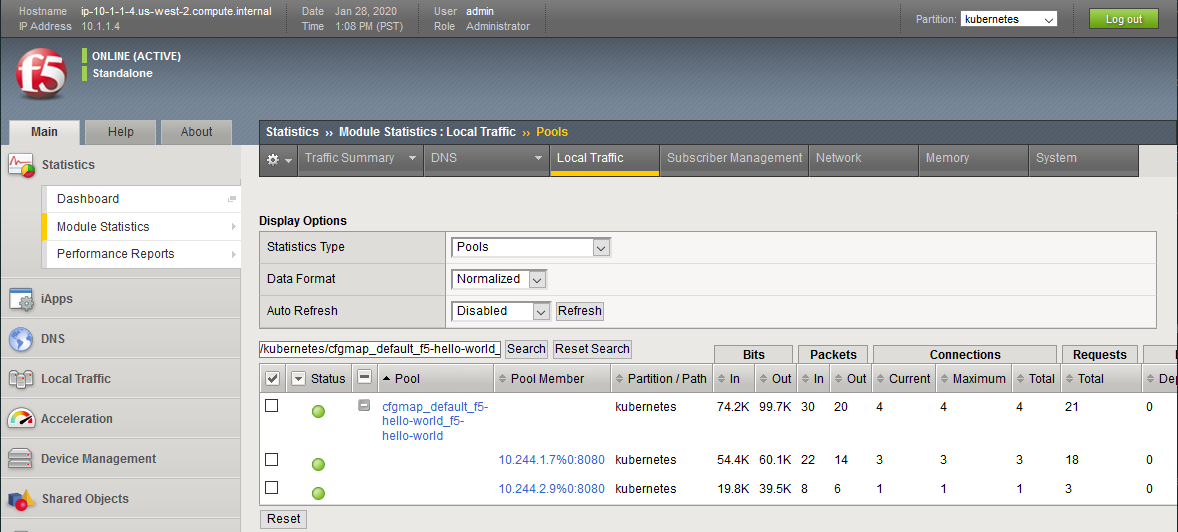 Hostname ip-10-1-1-4.us-west-2.compute.internal Date Jan 28, 2020 User admin
IP Address 10.1.1.4 Time 1:08 PM (PST) Role Administrator
Partition: kubernetes Log out
f5
ONLINE (ACTIVE)
Standalone
Main Help About
Statistics ›› Module Statistics : Local Traffic ›› Pools
Traffic Summary DNS Local Traffic Subscriber Management Network Memory System
Statistics
Dashboard
Module Statistics
Performance Reports
iApps
DNS
Local Traffic
Acceleration
Device Management
Shared Objects
Display Options
Statistics Type Pools
Data Format Normalized
Auto Refresh Disabled Refresh
/kubernetes/cfgmap_default_f5-hello-world_ Search Reset Search
Bits Packets Connections Requests
Status Pool Pool Member Partition / Path In Out In Out Current Maximum Total Total De
cfgmap_default_f5- kubernetes 74.2K 99.7K 30 20 4 4 4 21 0
hello-world_f5-
hello-world
10.244.1.7%0:8080 kubernetes 54.4K 60.1K 22 14 3 3 3 18 0
10.244.2.9%0:8080 kubernetes 19.8K 39.5K 8 6 1 1 1 3 0
Reset